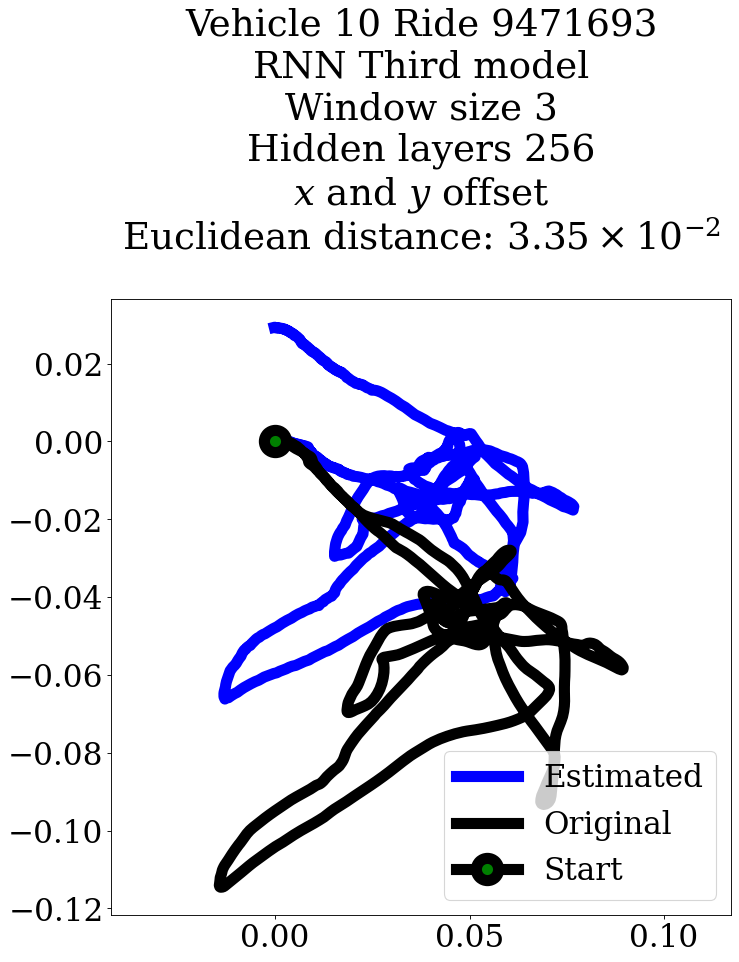 Vehicle 10 Ride 9471693
RNN Third model
Window size 3
Hidden layers 256
x and y offset
Euclidean distance: 3.35 × 10⁻²
0.02
0.00
−0.02
−0.04
−0.06
−0.08
−0.10
−0.12
Estimated
Original
Start
0.00 0.05 0.10